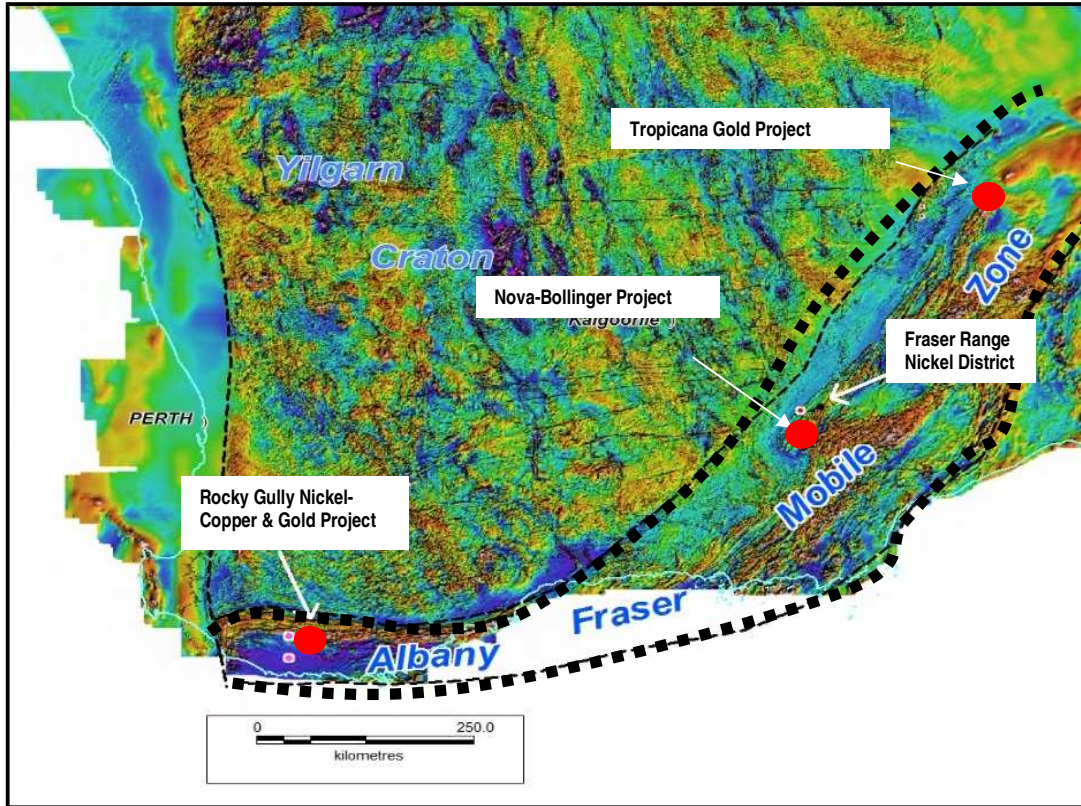 Tropicana Gold Project
Yilgarn
Craton
Zone
Nova-Bollinger Project
Kalgoorlie
Fraser Range
Nickel District
PERTH
Mobile
Rocky Gully Nickel-
Copper & Gold Project
Fraser
Albany
0 250.0
kilometres